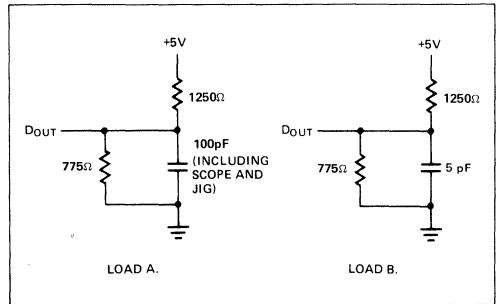 +5V
1250Ω
DOUT
775Ω
100pF
(INCLUDING
SCOPE AND
JIG)
LOAD A.
+5V
1250Ω
DOUT
775Ω
5 pF
LOAD B.